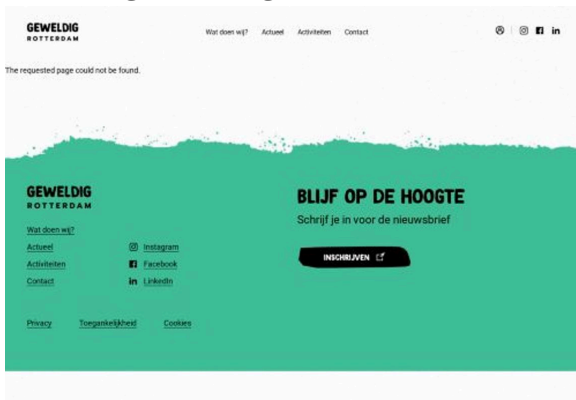 GEWELDIG
ROTTERDAM
Wat doen wij? Actueel Activiteiten Contact
The requested page could not be found.
GEWELDIG
ROTTERDAM
Wat doen wij?
Actueel
Activiteiten
Contact
Instagram
Facebook
LinkedIn
Privacy Toegankelijkheid Cookies
BLIJF OP DE HOOGTE
Schrijf je in voor de nieuwsbrief
INSCHRIJVEN